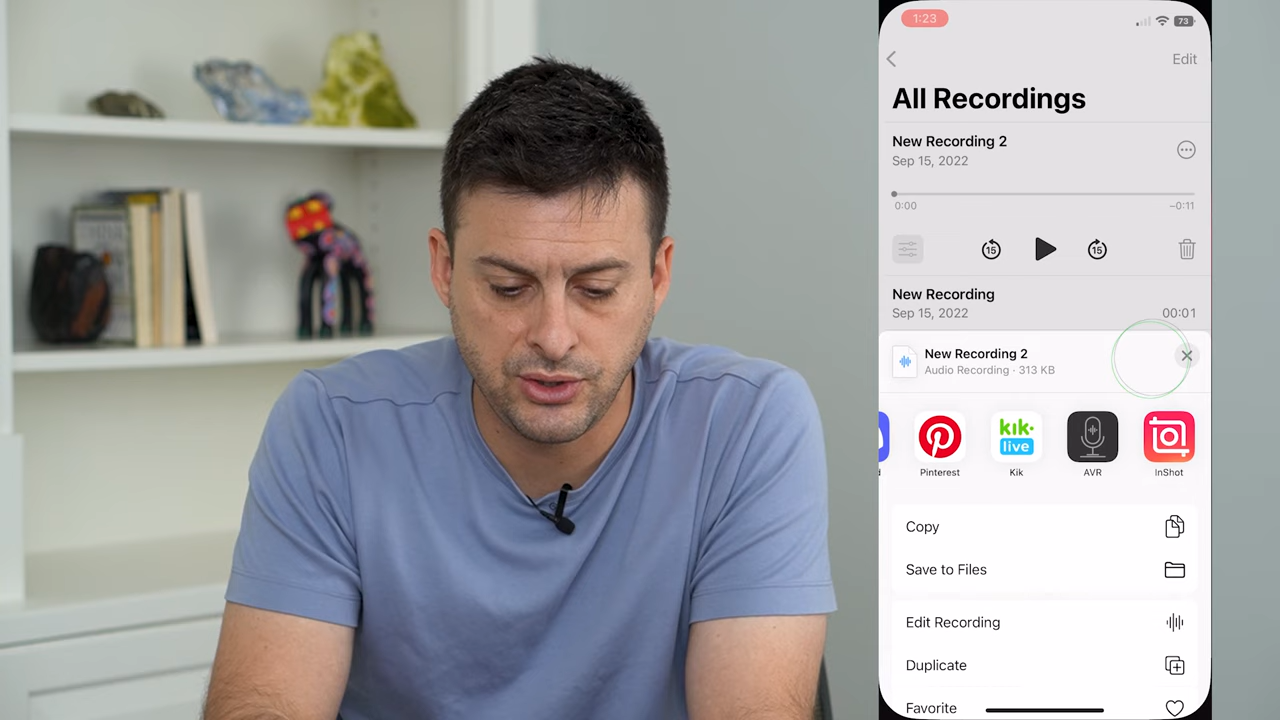 1:23
73
Edit
All Recordings
New Recording 2
Sep 15, 2022
0:00
−0:11
15
15
New Recording
Sep 15, 2022
00:01
New Recording 2
Audio Recording · 313 KB
kik·
live
d
Pinterest
Kik
AVR
InShot
Copy
Save to Files
Edit Recording
Duplicate
Favorite